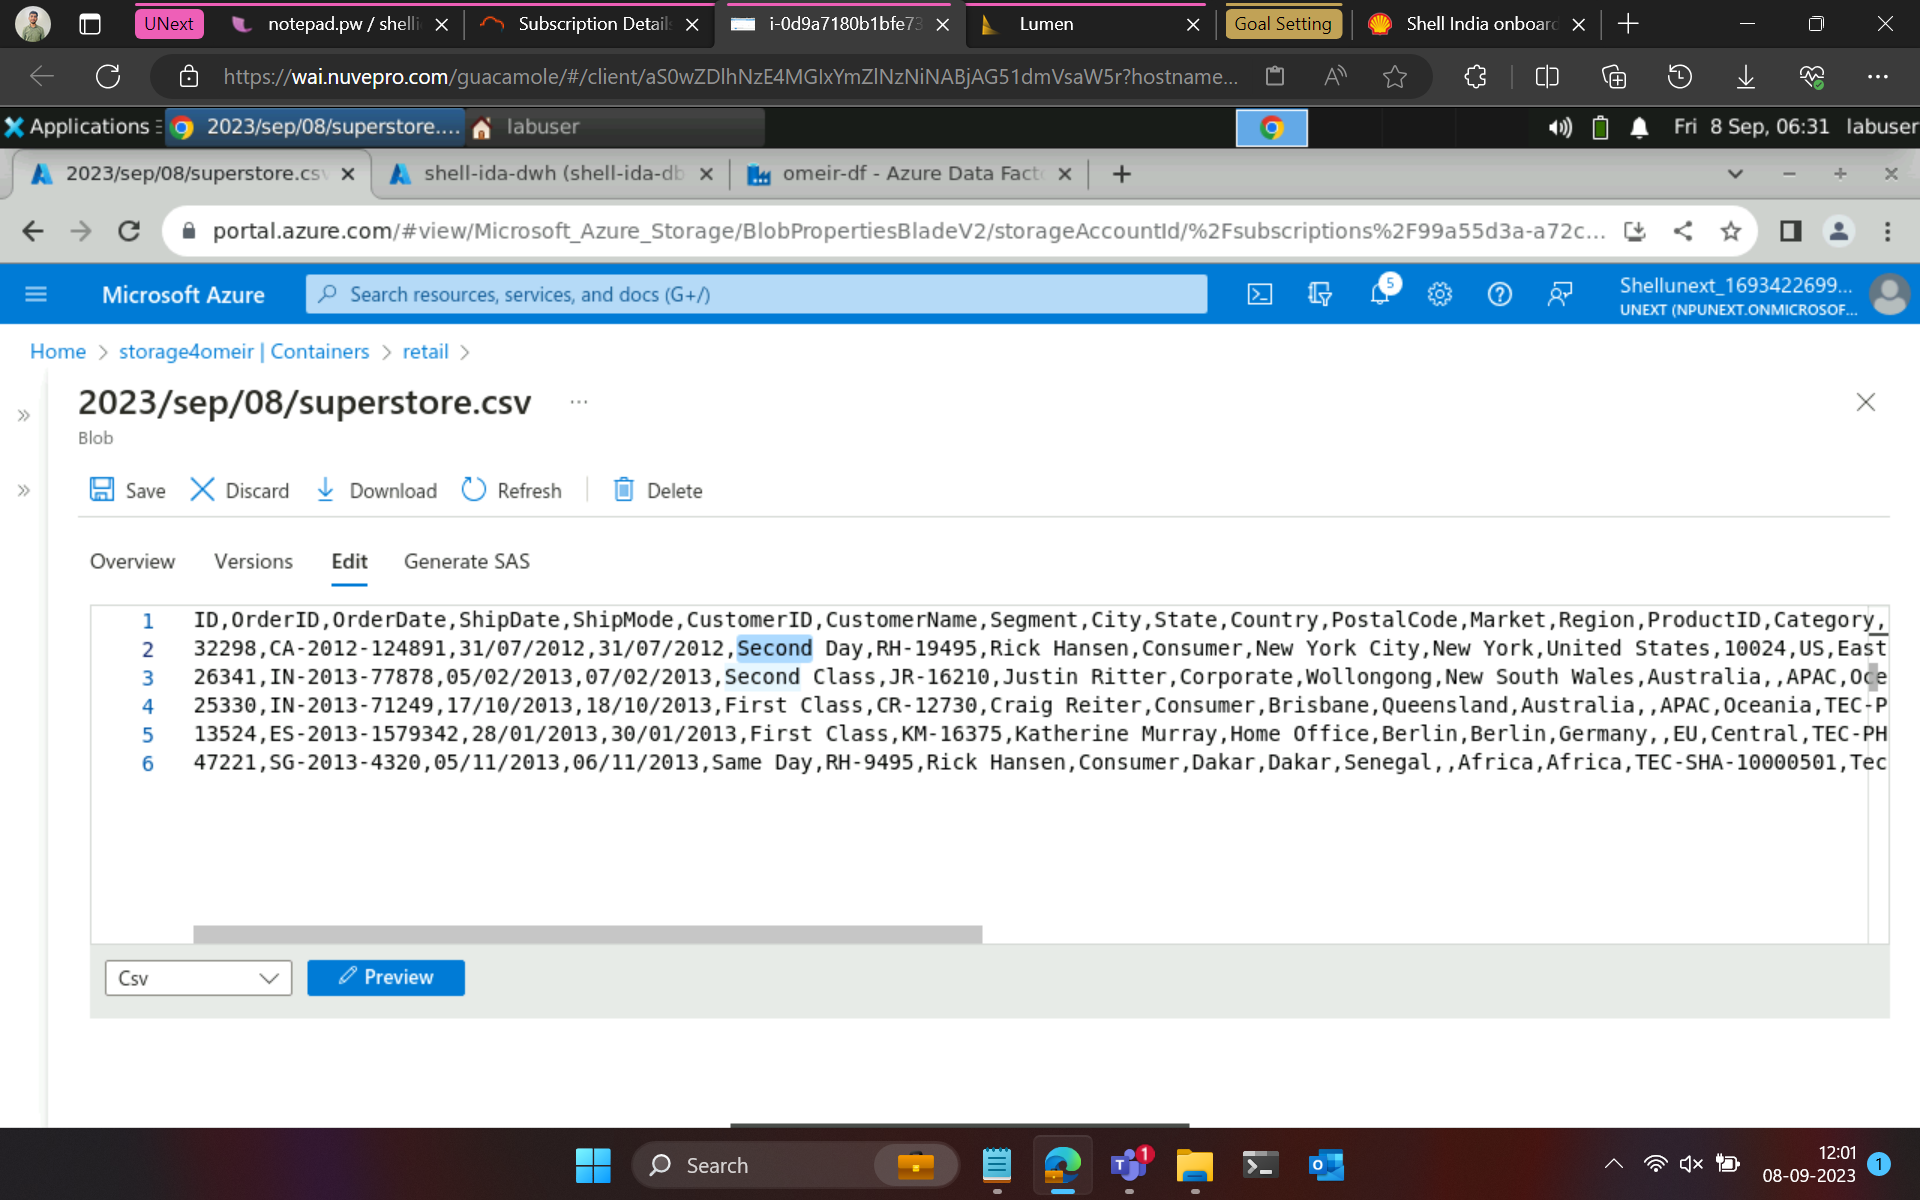 UNext
notepad.pw / shelli
Subscription Details
i-0d9a7180b1bfe73
Lumen
Goal Setting
Shell India onboard
https://wai.nuvepro.com/guacamole/#/client/aS0wZDlhNzE4MGIxYmZlNzNiNABjAG51dmVsaW5r?hostname...
Applications
2023/sep/08/superstore....
labuser
Fri 8 Sep, 06:31
labuser
2023/sep/08/superstore.csv
shell-ida-dwh (shell-ida-db
omeir-df - Azure Data Facto
portal.azure.com/#view/Microsoft_Azure_Storage/BlobPropertiesBladeV2/storageAccountId/%2Fsubscriptions%2F99a55d3a-a72c...
Microsoft Azure
Search resources, services, and docs (G+/)
5
Shellunext_1693422699...
UNEXT (NPUNEXT.ONMICROSOF...
Home > storage4omeir | Containers > retail >
2023/sep/08/superstore.csv ...
Blob
Save Discard Download Refresh Delete
Overview Versions Edit Generate SAS
1 ID,OrderID,OrderDate,ShipDate,ShipMode,CustomerID,CustomerName,Segment,City,State,Country,PostalCode,Market,Region,ProductID,Category,
2 32298,CA-2012-124891,31/07/2012,31/07/2012,Second Day,RH-19495,Rick Hansen,Consumer,New York City,New York,United States,10024,US,East
3 26341,IN-2013-77878,05/02/2013,07/02/2013,Second Class,JR-16210,Justin Ritter,Corporate,Wollongong,New South Wales,Australia,,APAC,Oce
4 25330,IN-2013-71249,17/10/2013,18/10/2013,First Class,CR-12730,Craig Reiter,Consumer,Brisbane,Queensland,Australia,,APAC,Oceania,TEC-P
5 13524,ES-2013-1579342,28/01/2013,30/01/2013,First Class,KM-16375,Katherine Murray,Home Office,Berlin,Berlin,Germany,,EU,Central,TEC-PH
6 47221,SG-2013-4320,05/11/2013,06/11/2013,Same Day,RH-9495,Rick Hansen,Consumer,Dakar,Dakar,Senegal,,Africa,Africa,TEC-SHA-10000501,Tec
Csv
Preview
Search
1
12:01
08-09-2023
1